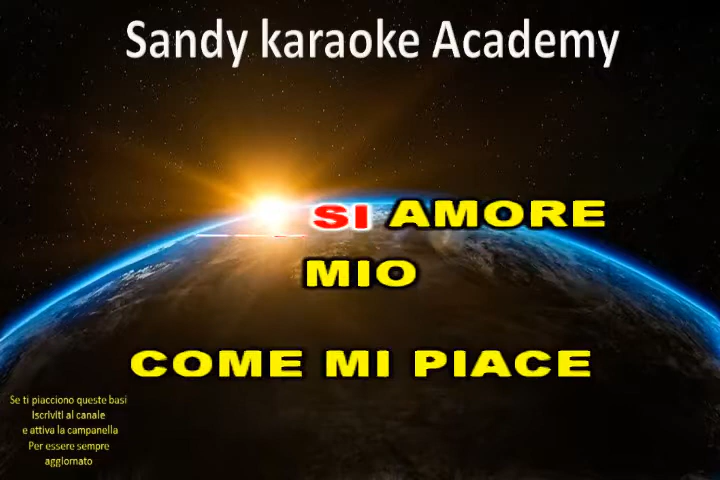 Sandy karaoke Academy
SI AMORE
MIO
COME MI PIACE
Se ti piacciono queste basi
Iscriviti al canale
e attiva la campanella
Per essere sempre
aggiornato